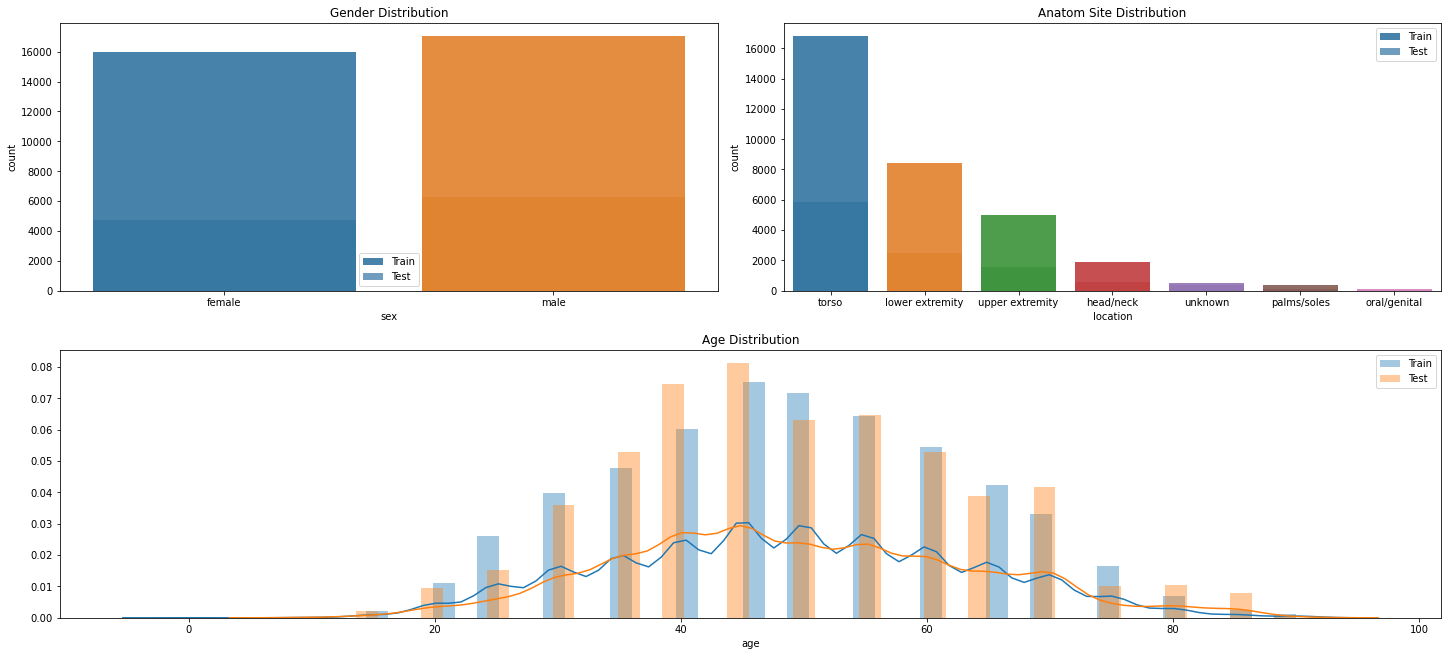 Gender Distribution
16000
14000
12000
10000
8000
6000
4000
2000
0
count
female
male
sex
Train
Test
Anatom Site Distribution
16000
14000
12000
10000
8000
6000
4000
2000
0
count
torso
lower extremity
upper extremity
head/neck
unknown
palms/soles
oral/genital
location
Train
Test
Age Distribution
0.08
0.07
0.06
0.05
0.04
0.03
0.02
0.01
0.00
0
20
40
60
80
100
age
Train
Test